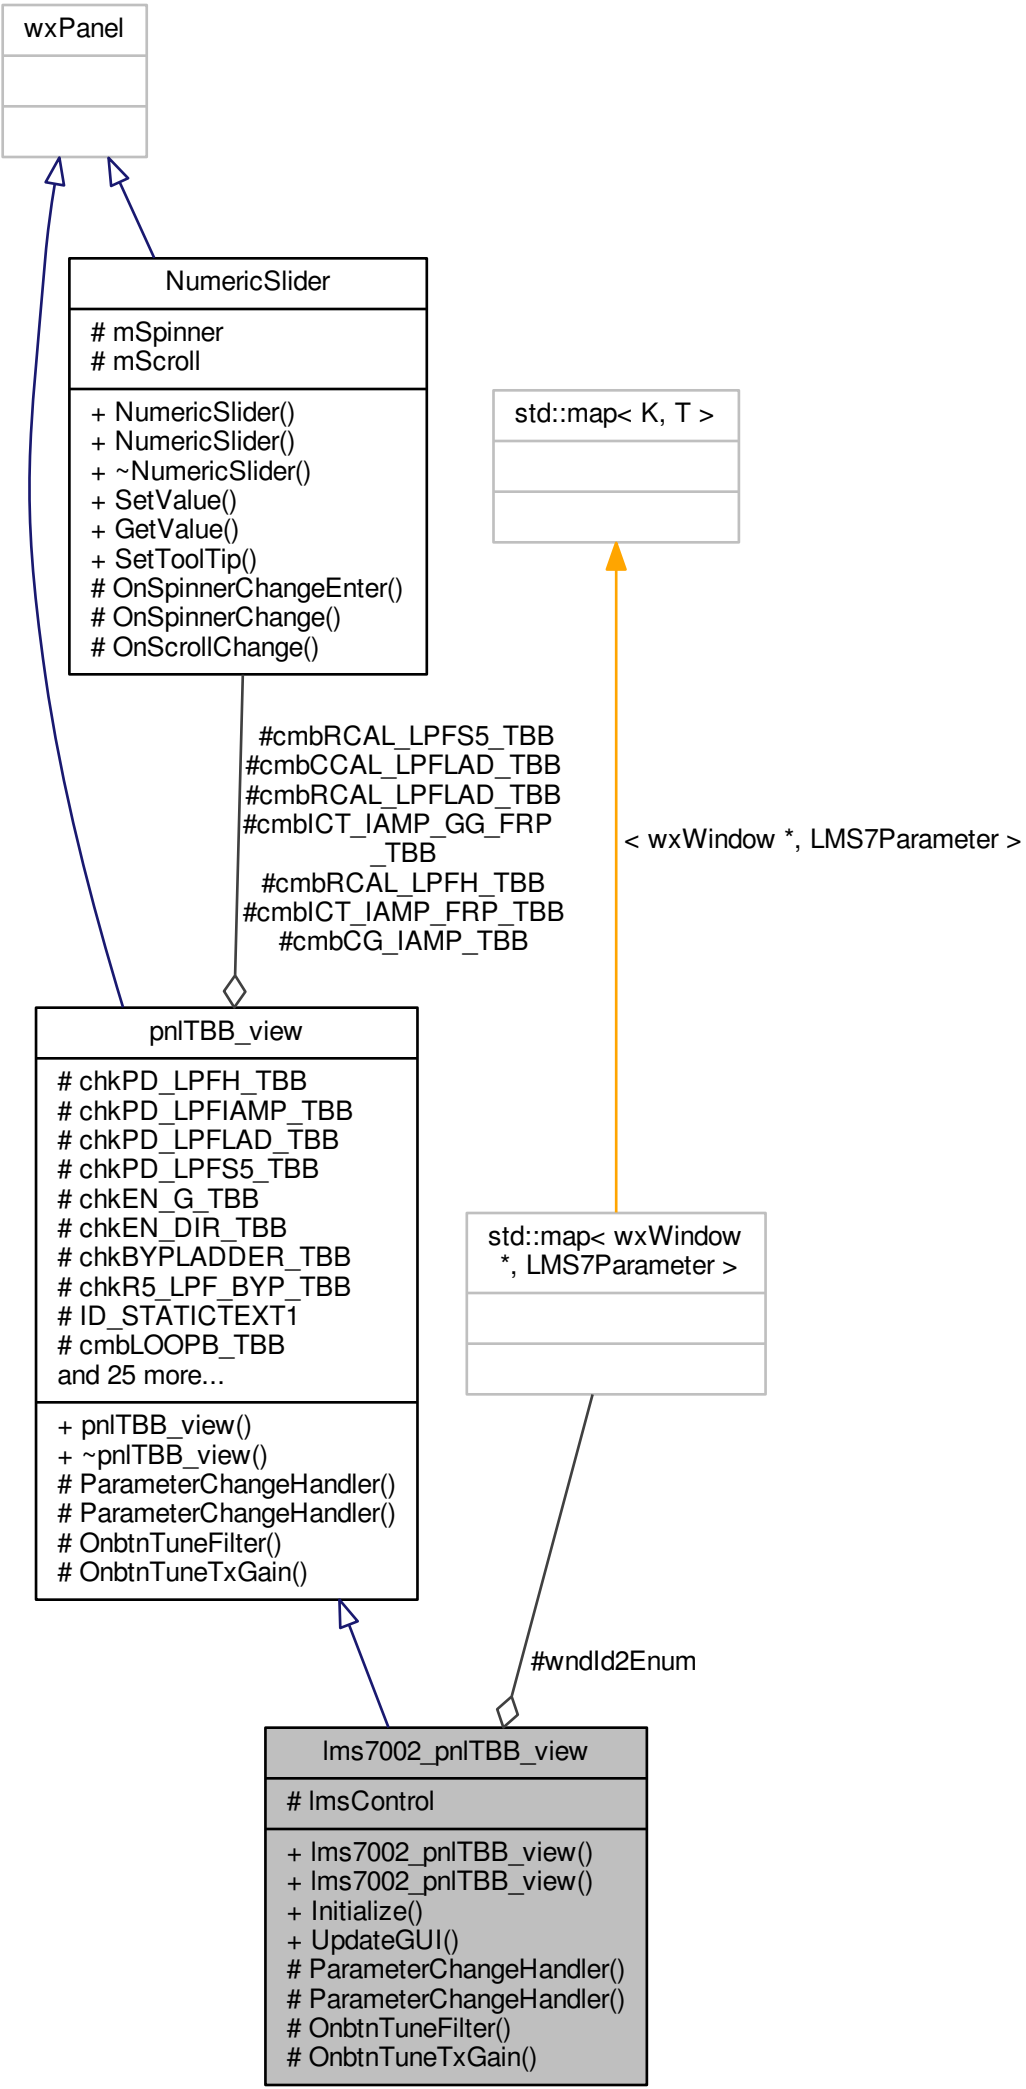 wxPanel
NumericSlider
# mSpinner
# mScroll
+ NumericSlider()
+ NumericSlider()
+ ~NumericSlider()
+ SetValue()
+ GetValue()
+ SetToolTip()
# OnSpinnerChangeEnter()
# OnSpinnerChange()
# OnScrollChange()
std::map< K, T >
#cmbRCAL_LPFS5_TBB
#cmbCCAL_LPFLAD_TBB
#cmbRCAL_LPFLAD_TBB
#cmbICT_IAMP_GG_FRP
_TBB
#cmbRCAL_LPFH_TBB
#cmbICT_IAMP_FRP_TBB
#cmbCG_IAMP_TBB
< wxWindow *, LMS7Parameter >
pnlTBB_view
# chkPD_LPFH_TBB
# chkPD_LPFIAMP_TBB
# chkPD_LPFLAD_TBB
# chkPD_LPFS5_TBB
# chkEN_G_TBB
# chkEN_DIR_TBB
# chkBYPLADDER_TBB
# chkR5_LPF_BYP_TBB
# ID_STATICTEXT1
# cmbLOOPB_TBB
and 25 more...
+ pnlTBB_view()
+ ~pnlTBB_view()
# ParameterChangeHandler()
# ParameterChangeHandler()
# OnbtnTuneFilter()
# OnbtnTuneTxGain()
std::map< wxWindow
*, LMS7Parameter >
#wndId2Enum
lms7002_pnlTBB_view
# lmsControl
+ lms7002_pnlTBB_view()
+ lms7002_pnlTBB_view()
+ Initialize()
+ UpdateGUI()
# ParameterChangeHandler()
# ParameterChangeHandler()
# OnbtnTuneFilter()
# OnbtnTuneTxGain()